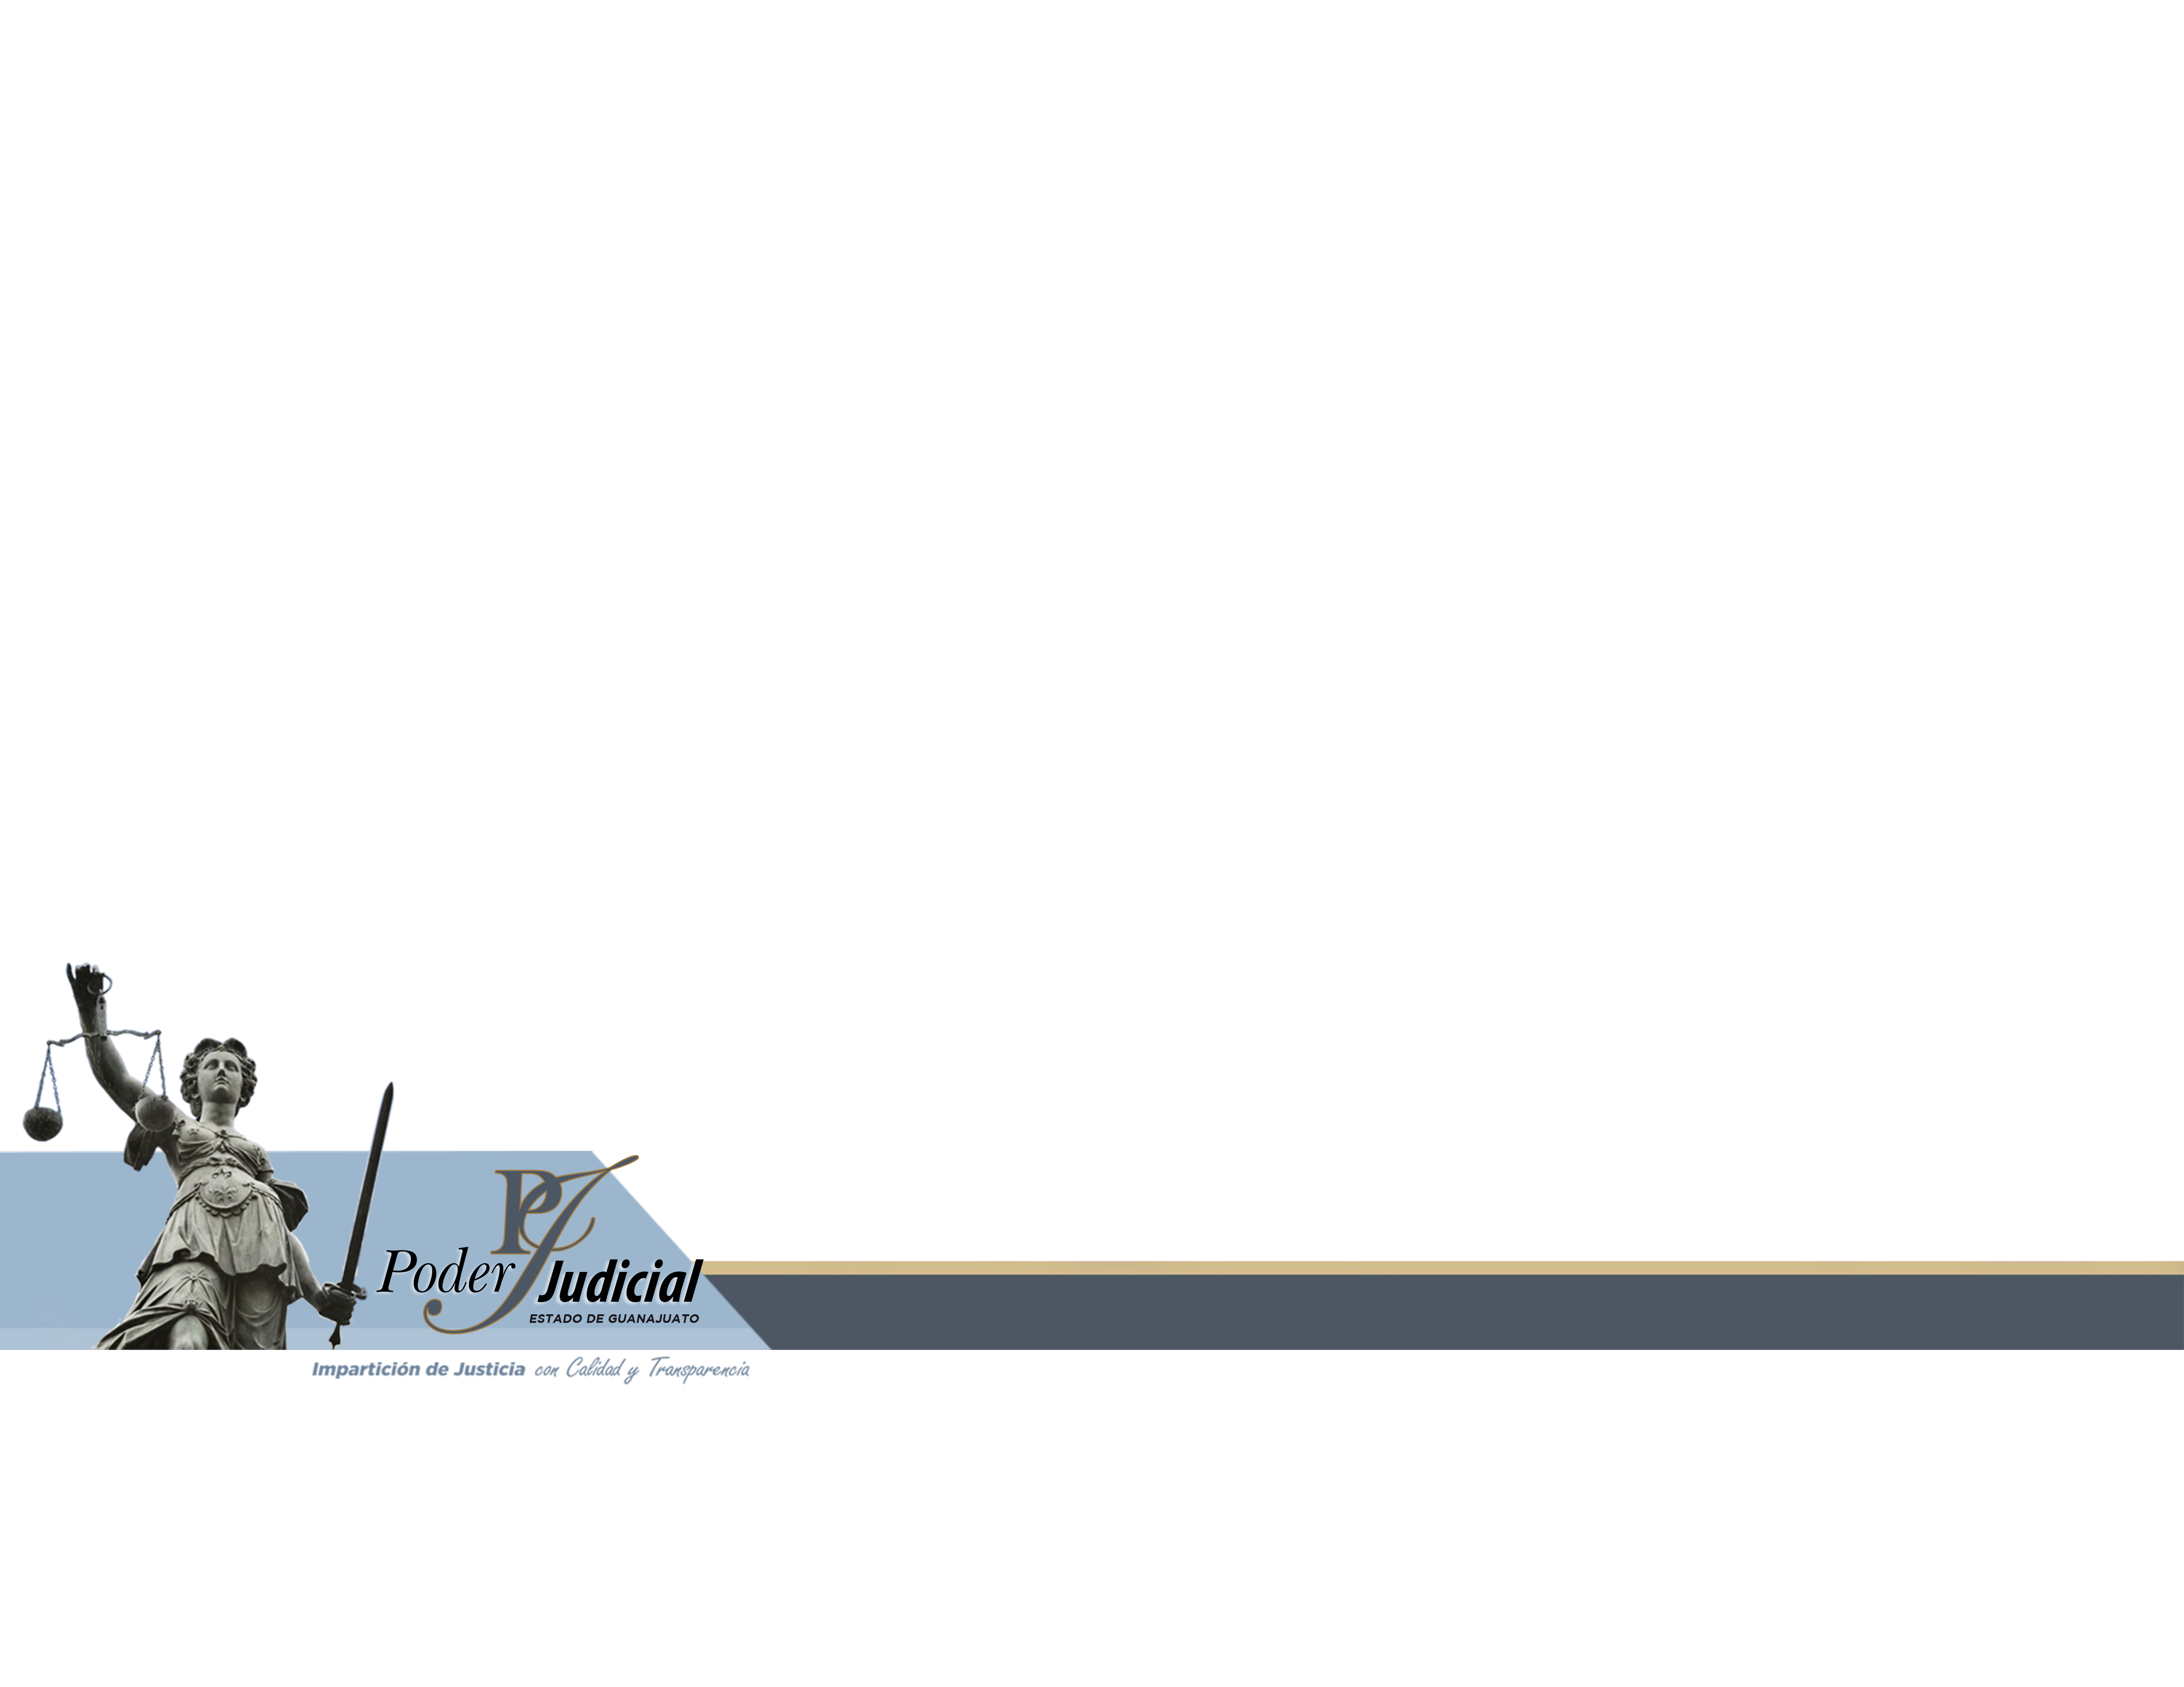 PJ
Poder Judicial
ESTADO DE GUANAJUATO
Impartición de Justicia con Calidad y Transparencia